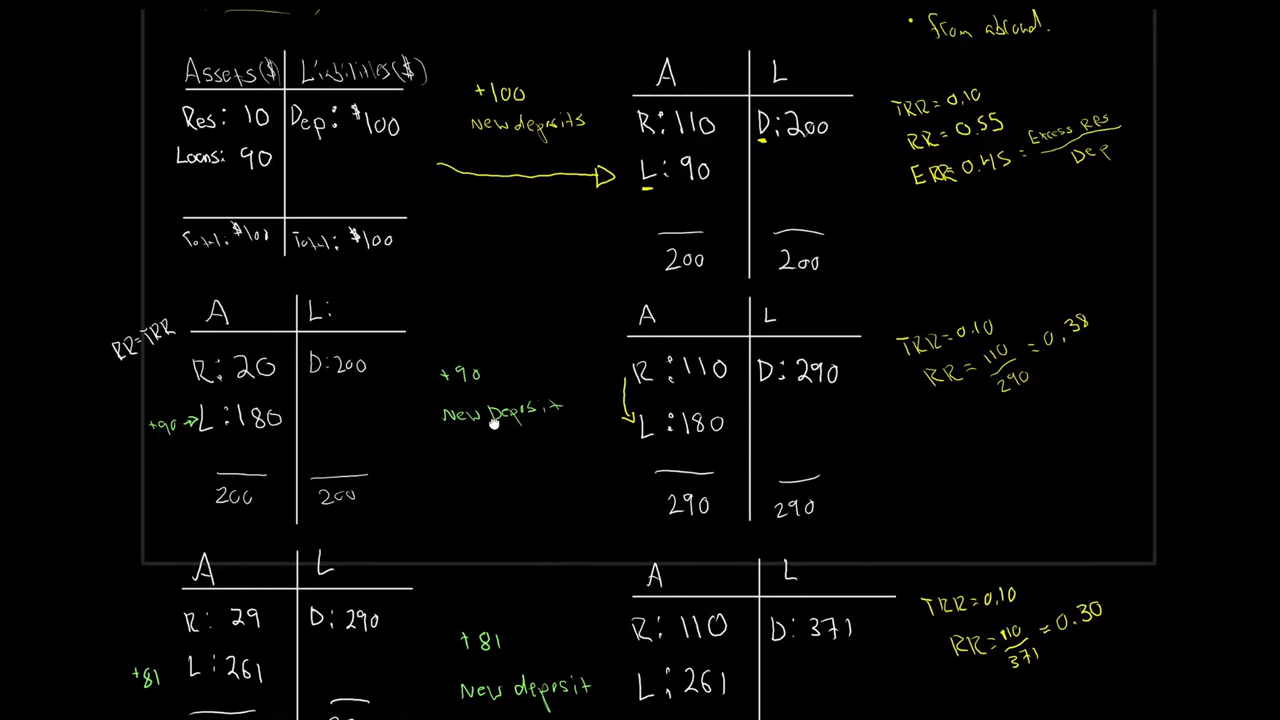 • from abroad.
Assets($) Liabilities($)
Res: 10 Dep: $100
Loans: 90
Total: $100 Total: $100
+100
New deposits
A L
R: 110 D: 200
L: 90
200 200
TRR = 0.10
RR = 0.55
ERR = 0.45 = Excess RRs / Dep
RR = TRR
A L:
R: 20 D: 200
+90 → L: 180
200 200
+90
New Deposit
A L
R: 110 D: 290
L: 180
290 290
TRR = 0.10
RR = 110/290 = 0,38
A L
R: 29 D: 290
+81 L: 261
+81
New deposit
A L
R: 110 D: 371
L: 261
TRR = 0.10
RR = 110/371 = 0.30